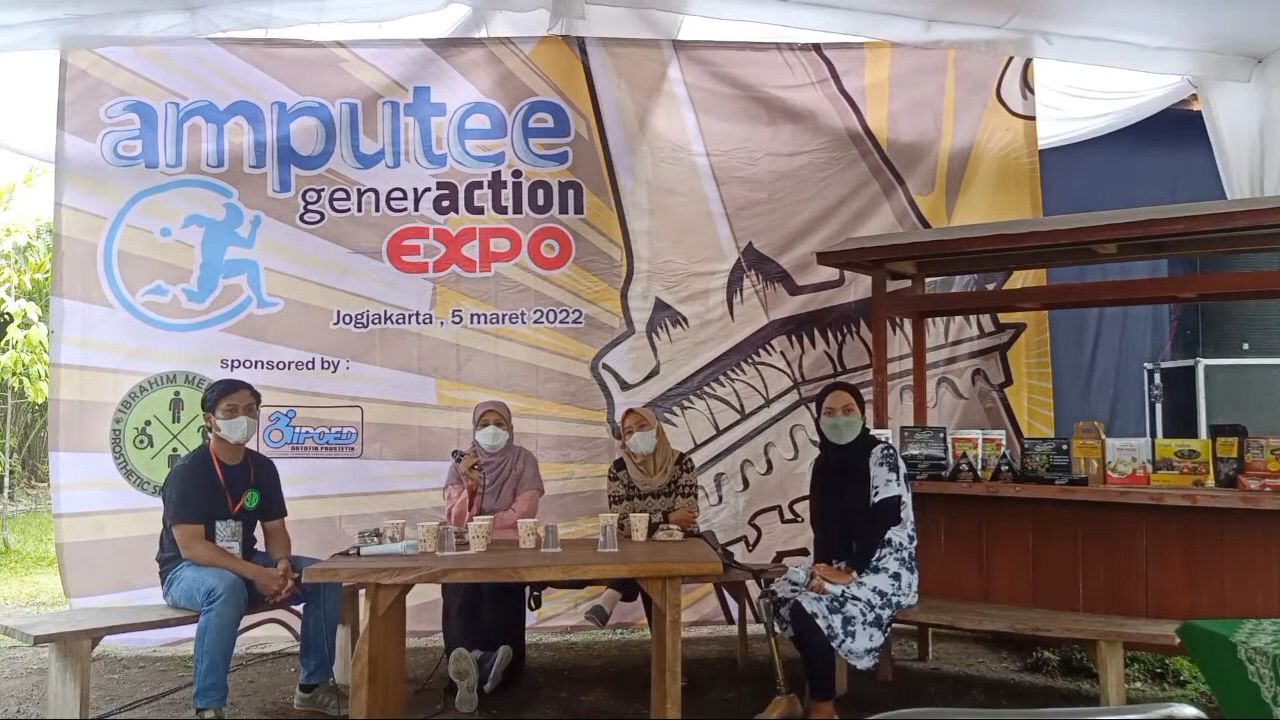 amputee
generaction
EXPO
Jogjakarta , 5 maret 2022
sponsored by :
IBRAHIM ME
PROSTHETIC
IPOED
ORTOTIK PROSTETIK